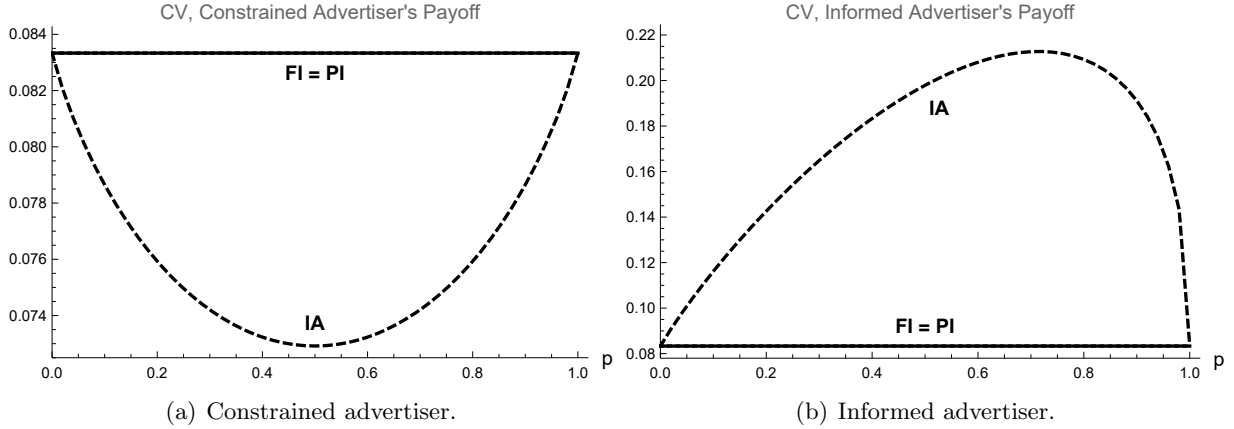 CV, Constrained Advertiser's Payoff
0.084
0.082
0.080
0.078
0.076
0.074
FI = PI
IA
0.0 0.2 0.4 0.6 0.8 1.0 p
(a) Constrained advertiser.
CV, Informed Advertiser's Payoff
0.22
0.20
0.18
0.16
0.14
0.12
0.10
0.08
IA
FI = PI
0.0 0.2 0.4 0.6 0.8 1.0 p
(b) Informed advertiser.